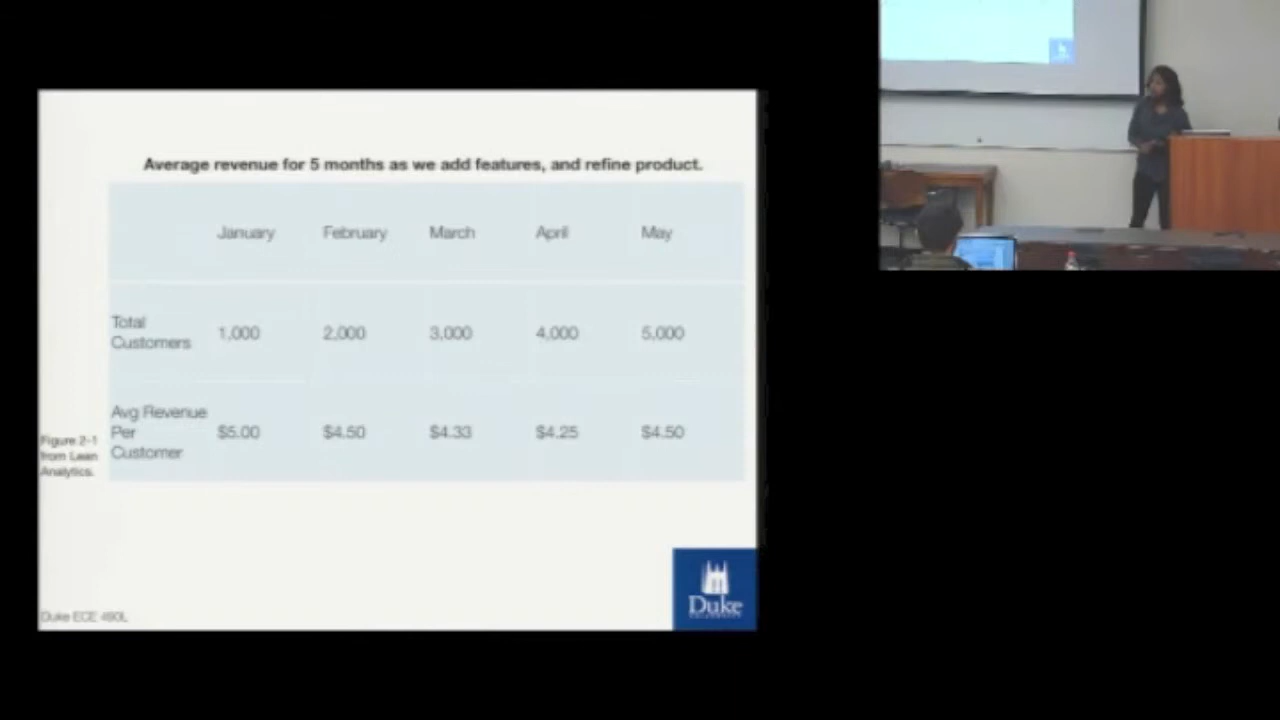 Average revenue for 5 months as we add features, and refine product.
January February March April May
Total
Customers 1,000 2,000 3,000 4,000 5,000
Avg Revenue
Per
Customer $5.00 $4.50 $4.33 $4.25 $4.50
Figure 2-1
from Lean
Analytics.
Duke ECE 490L
Duke
UNIVERSITY